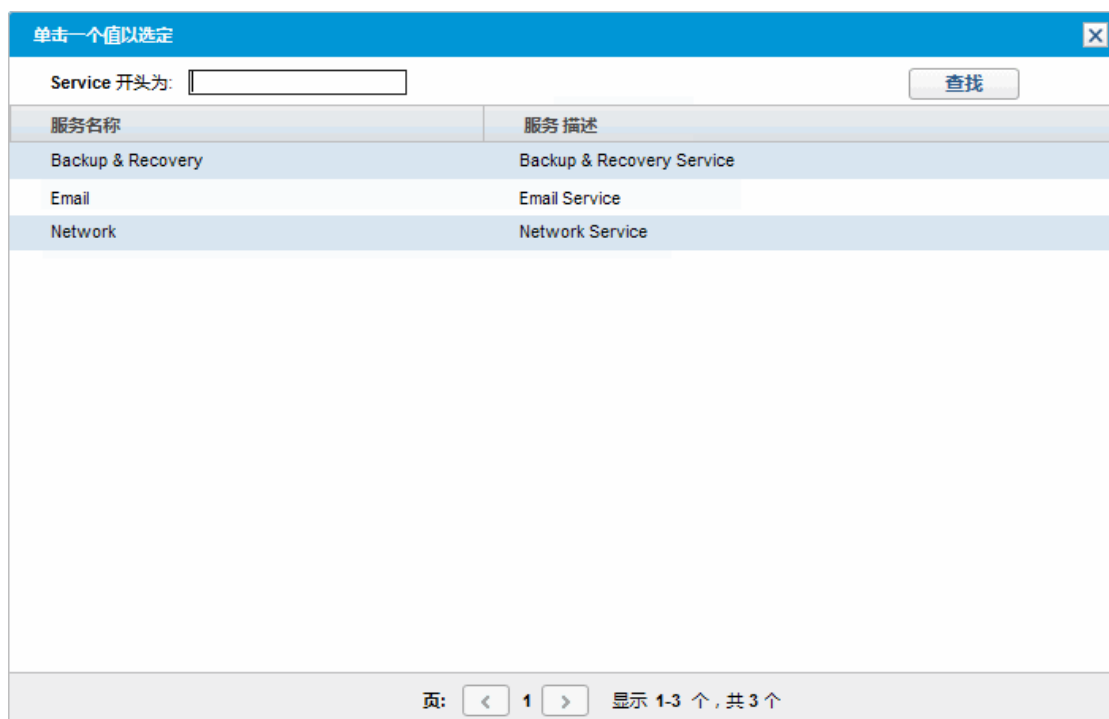 单击一个值以选定
Service 开头为: 查找
服务名称 服务 描述
Backup & Recovery Backup & Recovery Service
Email Email Service
Network Network Service
页: < 1 > 显示 1-3 个 , 共 3 个